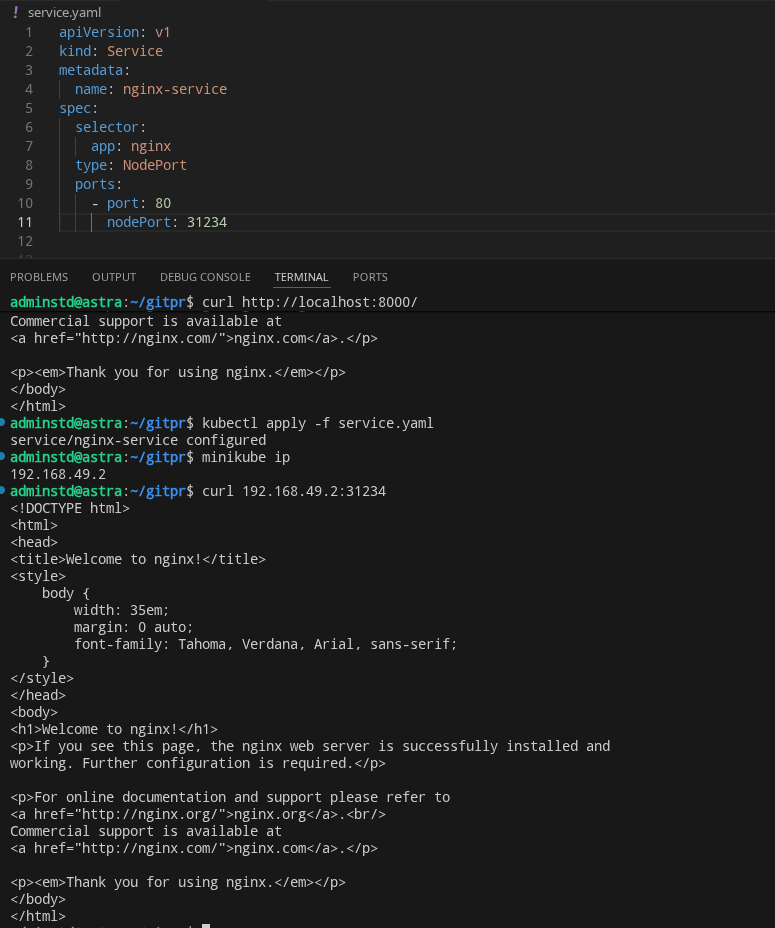 ! service.yaml
1 apiVersion: v1
2 kind: Service
3 metadata:
4   name: nginx-service
5 spec:
6   selector:
7     app: nginx
8   type: NodePort
9   ports:
10     - port: 80
11       nodePort: 31234
12
PROBLEMS OUTPUT DEBUG CONSOLE TERMINAL PORTS
adminstd@astra:~/gitpr$ curl http://localhost:8000/
Commercial support is available at
<a href="http://nginx.com/">nginx.com</a>.</p>

<p><em>Thank you for using nginx.</em></p>
</body>
</html>
adminstd@astra:~/gitpr$ kubectl apply -f service.yaml
service/nginx-service configured
adminstd@astra:~/gitpr$ minikube ip
192.168.49.2
adminstd@astra:~/gitpr$ curl 192.168.49.2:31234
<!DOCTYPE html>
<html>
<head>
<title>Welcome to nginx!</title>
<style>
    body {
        width: 35em;
        margin: 0 auto;
        font-family: Tahoma, Verdana, Arial, sans-serif;
    }
</style>
</head>
<body>
<h1>Welcome to nginx!</h1>
<p>If you see this page, the nginx web server is successfully installed and
working. Further configuration is required.</p>

<p>For online documentation and support please refer to
<a href="http://nginx.org/">nginx.org</a>.<br/>
Commercial support is available at
<a href="http://nginx.com/">nginx.com</a>.</p>

<p><em>Thank you for using nginx.</em></p>
</body>
</html>